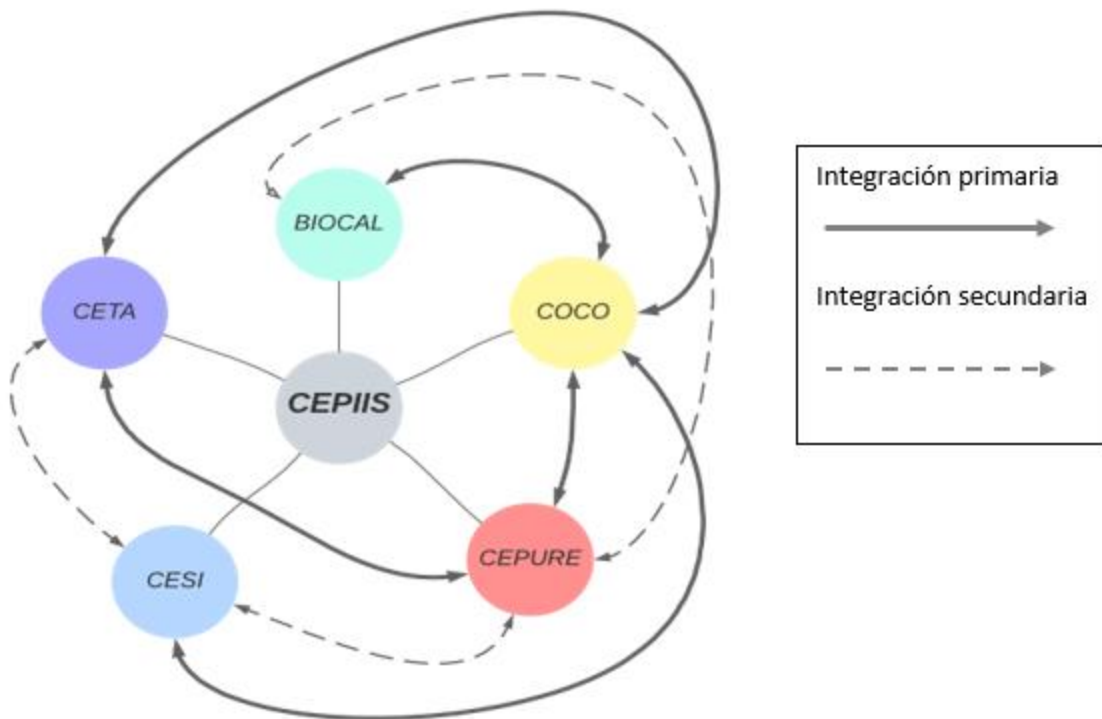 BIOCAL
CETA
COCO
CEPIIS
CESI
CEPURE
Integración primaria
Integración secundaria